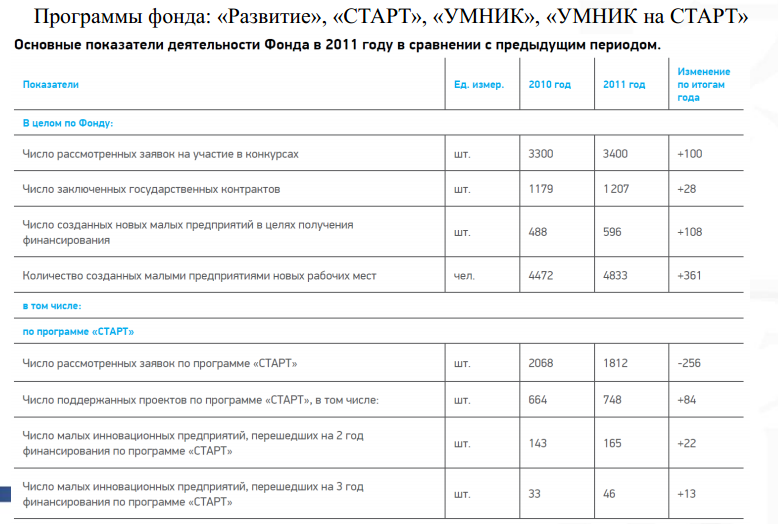 Программы фонда: «Развитие», «СТАРТ», «УМНИК», «УМНИК на СТАРТ»
Основные показатели деятельности Фонда в 2011 году в сравнении с предыдущим периодом.
Показатели Ед. измер. 2010 год 2011 год Изменение
по итогам
года
В целом по Фонду:
Число рассмотренных заявок на участие в конкурсах шт. 3300 3400 +100
Число заключенных государственных контрактов шт. 1179 1207 +28
Число созданных новых малых предприятий в целях получения
финансирования шт. 488 596 +108
Количество созданных малыми предприятиями новых рабочих мест чел. 4472 4833 +361
в том числе:
по программе «СТАРТ»
Число рассмотренных заявок по программе «СТАРТ» шт. 2068 1812 -256
Число поддержанных проектов по программе «СТАРТ», в том числе: шт. 664 748 +84
Число малых инновационных предприятий, перешедших на 2 год
финансирования по программе «СТАРТ» шт. 143 165 +22
Число малых инновационных предприятий, перешедших на 3 год
финансирования по программе «СТАРТ» шт. 33 46 +13